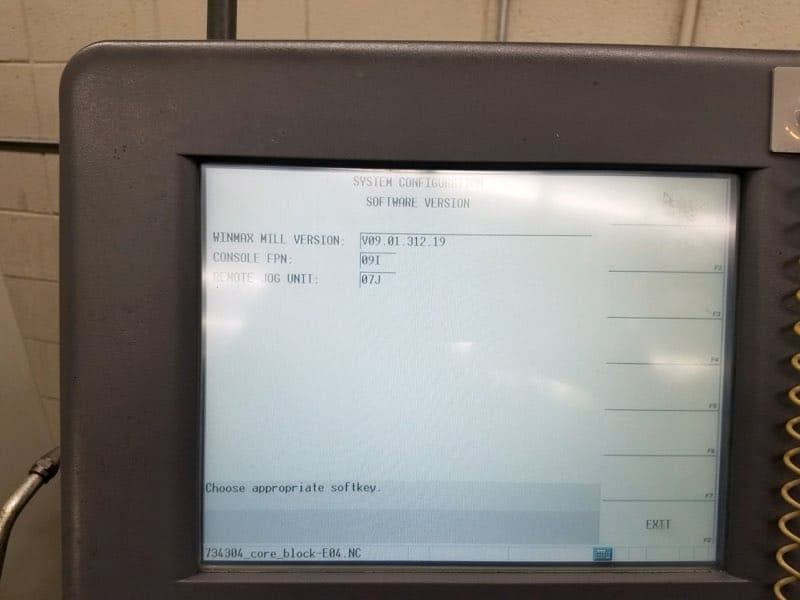 SYSTEM CONFIGURATION
SOFTWARE VERSION
WINMAX MILL VERSION: V09.01.312.19
CONSOLE FPN: 09I
REMOTE JOG UNIT: 07J
F2
F3
F4
F5
F6
F7
Choose appropriate softkey.
EXIT
F8
734304_core_block-E04.NC